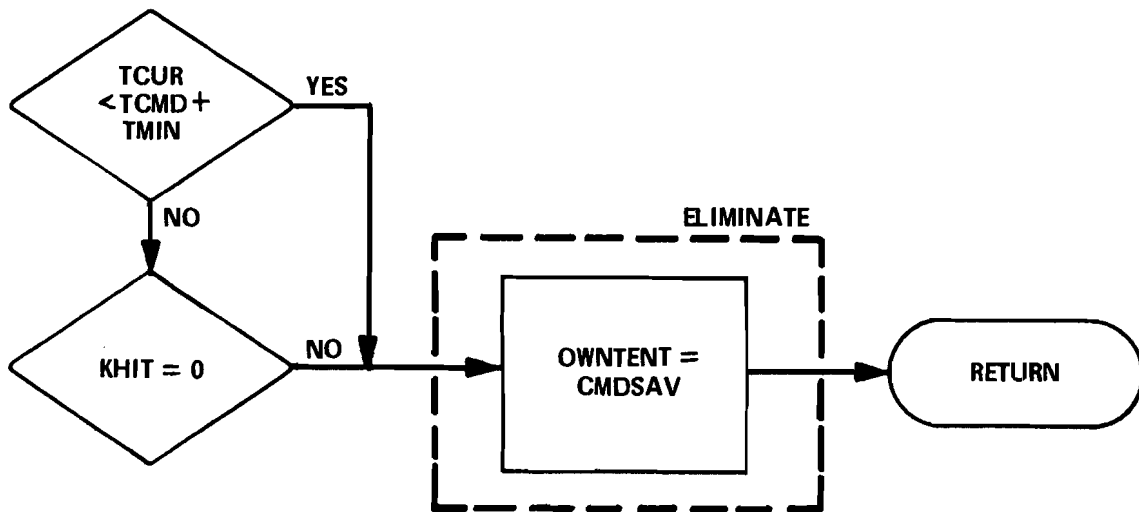 TCUR
<TCMD+
TMIN
YES
NO
ELIMINATE
KHIT = 0
NO
OWNTENT =
CMDSAV
RETURN